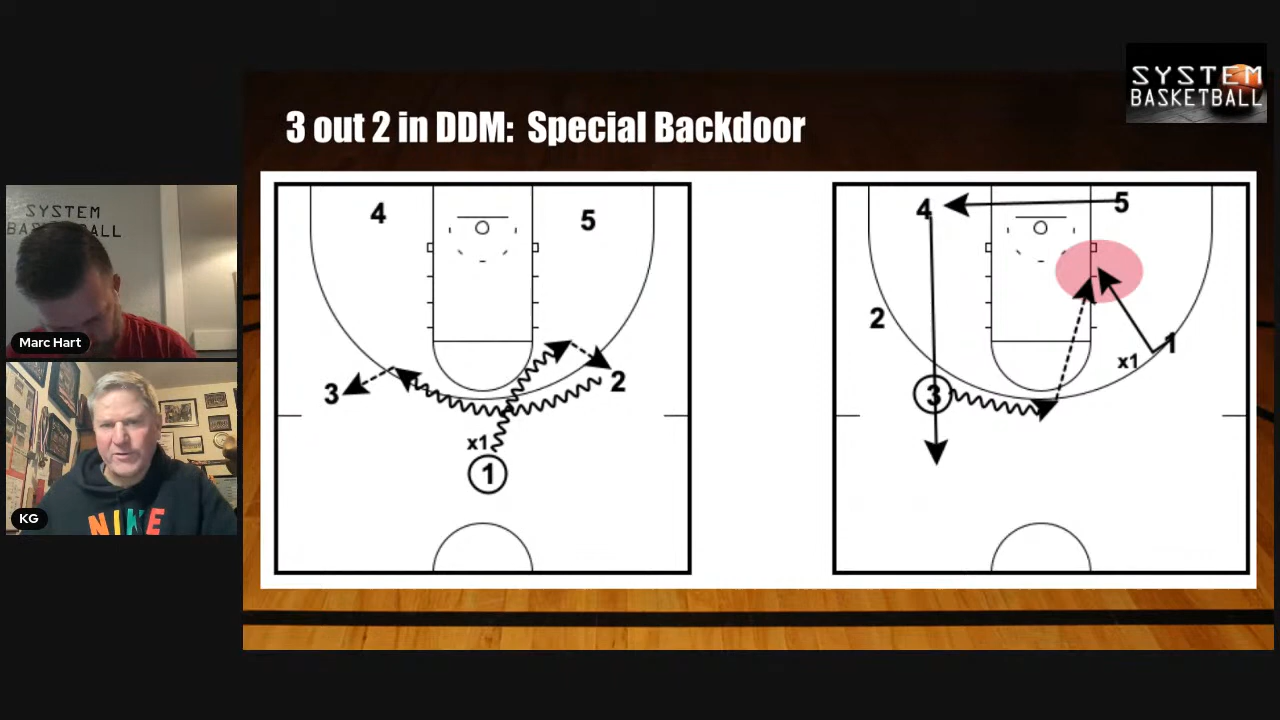 SYSTEM
BASKETBALL
3 out 2 in DDM: Special Backdoor
4
5
3
2
x1
1
4
5
2
x1
1
3
SYSTEM
BASKETBALL
Marc Hart
NIKE
KG